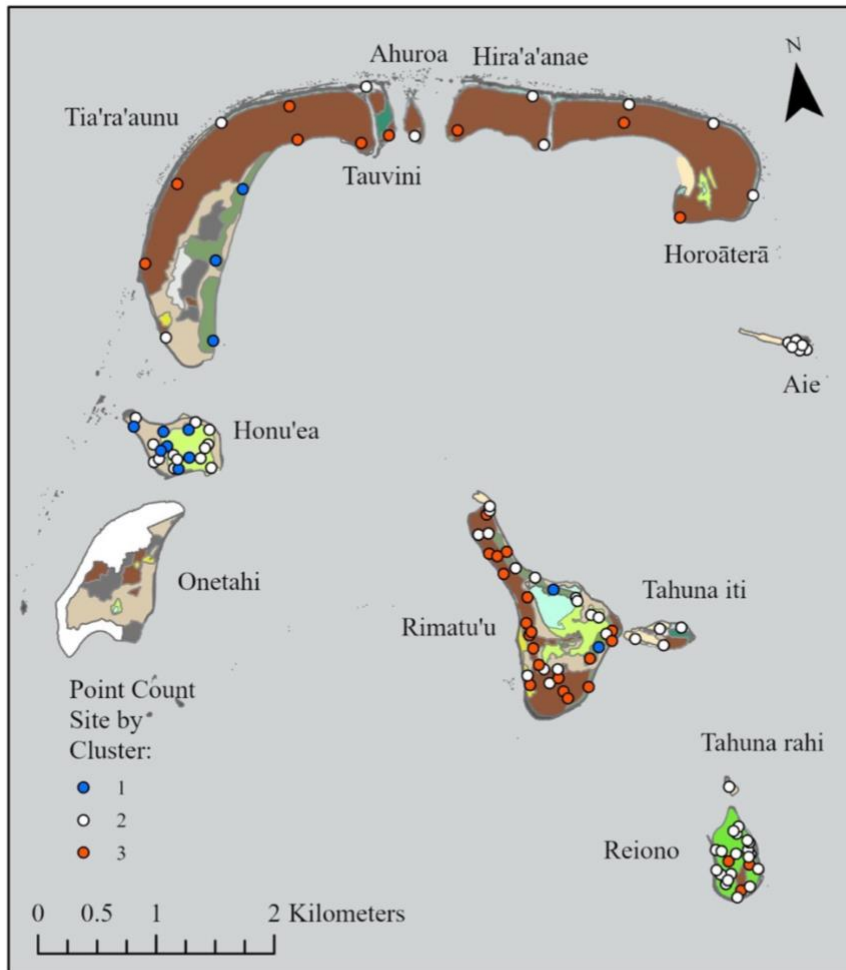 N
Ahuroa
Hira'a'anae
Tia'ra'aunu
Tauvini
Horoāterā
Aie
Honu'ea
Onetahi
Tahuna iti
Rimatu'u
Point Count
Site by
Cluster:
1
2
3
Tahuna rahi
Reiono
0 0.5 1 2 Kilometers